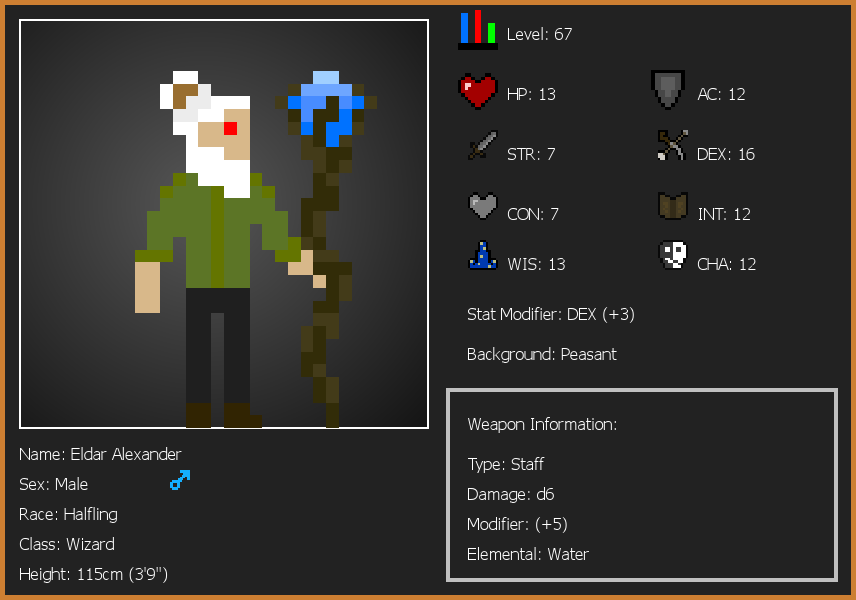 Level: 67
HP: 13
AC: 12
STR: 7
DEX: 16
CON: 7
INT: 12
WIS: 13
CHA: 12
Stat Modifier: DEX (+3)
Background: Peasant
Weapon Information:
Type: Staff
Damage: d6
Modifier: (+5)
Elemental: Water
Name: Eldar Alexander
Sex: Male
Race: Halfling
Class: Wizard
Height: 115cm (3'9")